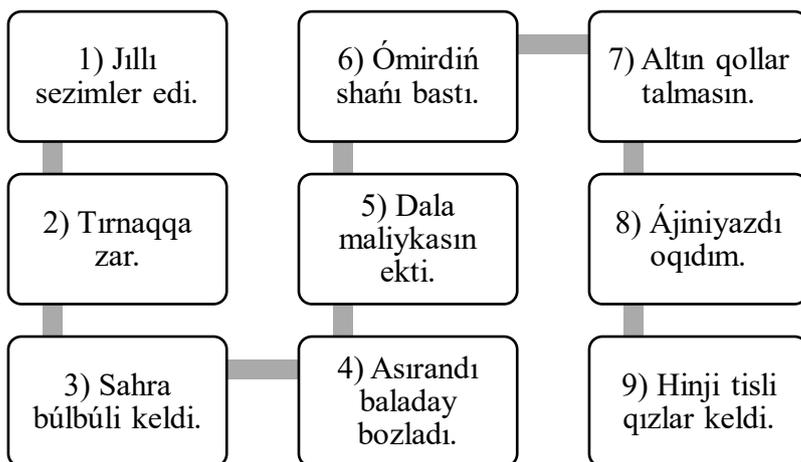 1) Jıllı
sezimler edi.
2) Tırnaqqa
zar.
3) Sahra
búlbúli keldi.
4) Asırandı
baladay
bozladı.
5) Dala
maliykasın
ekti.
6) Ómirdiń
shańı bastı.
7) Altın qollar
talmasın.
8) Ájiniyazdı
oqıdım.
9) Hinji tisli
qızlar keldi.